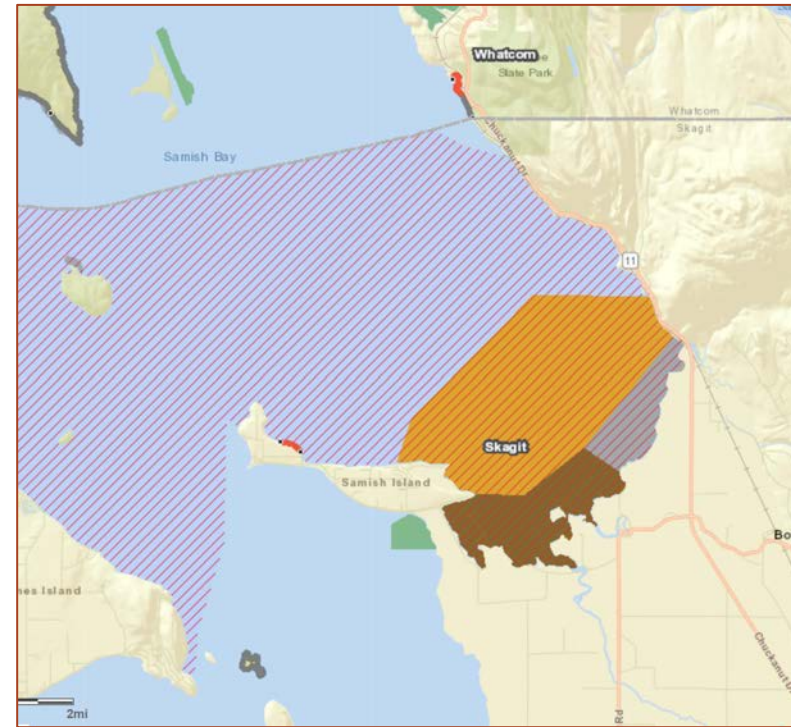 Whatcom
State Park
Whatcom
Skagit
Chuckanut Dr
Samish Bay
11
Skagit
Samish Island
Bo
nes Island
Chuckanut Dr
Rd
2mi